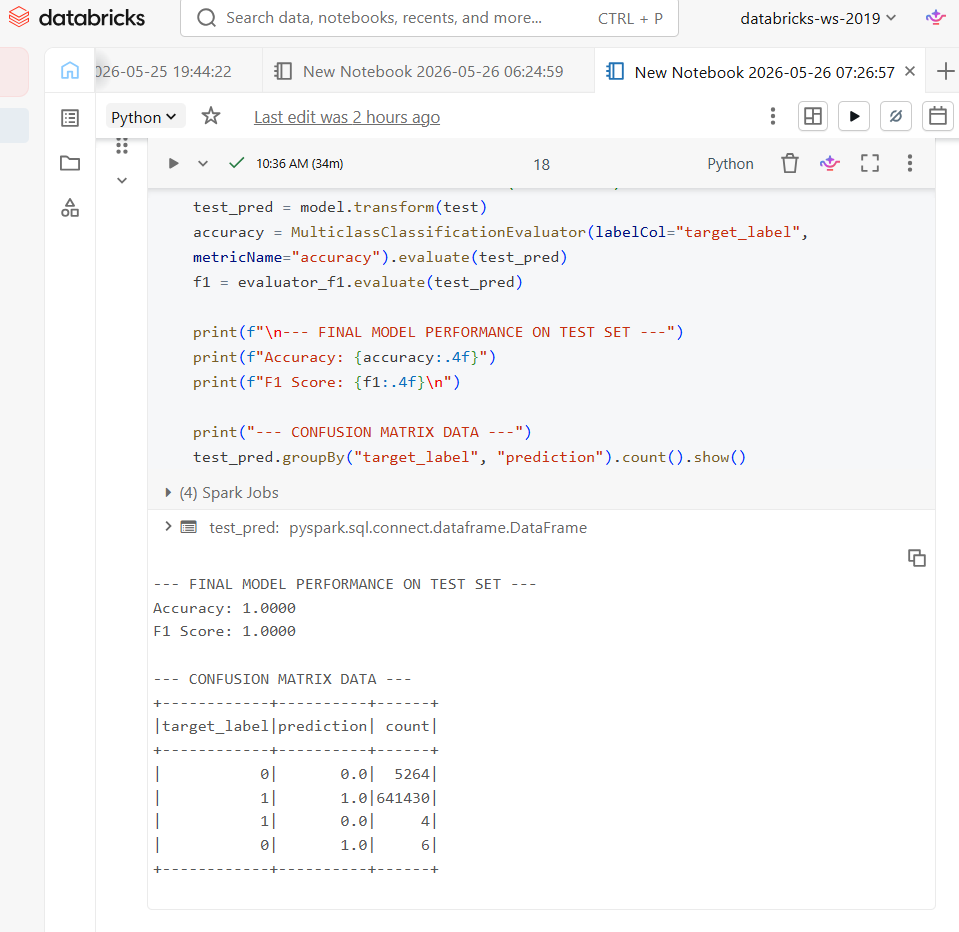 databricks
Search data, notebooks, recents, and more...
CTRL + P
databricks-ws-2019
026-05-25 19:44:22
New Notebook 2026-05-26 06:24:59
New Notebook 2026-05-26 07:26:57
Python
Last edit was 2 hours ago
10:36 AM (34m)
18
Python
test_pred = model.transform(test)
accuracy = MulticlassClassificationEvaluator(labelCol="target_label",
metricName="accuracy").evaluate(test_pred)
f1 = evaluator_f1.evaluate(test_pred)
print(f"\n--- FINAL MODEL PERFORMANCE ON TEST SET ---")
print(f"Accuracy: {accuracy:.4f}")
print(f"F1 Score: {f1:.4f}\n")
print("--- CONFUSION MATRIX DATA ---")
test_pred.groupBy("target_label", "prediction").count().show()
(4) Spark Jobs
test_pred: pyspark.sql.connect.dataframe.DataFrame
--- FINAL MODEL PERFORMANCE ON TEST SET ---
Accuracy: 1.0000
F1 Score: 1.0000
--- CONFUSION MATRIX DATA ---
+------------+----------+------+
|target_label|prediction| count|
+------------+----------+------+
|           0|       0.0|  5264|
|           1|       1.0|641430|
|           1|       0.0|     4|
|           0|       1.0|     6|
+------------+----------+------+